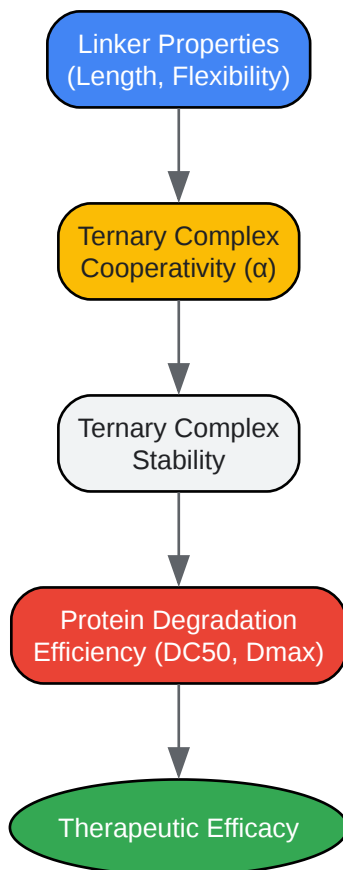 Linker Properties
(Length, Flexibility)
Ternary Complex
Cooperativity (α)
Ternary Complex
Stability
Protein Degradation
Efficiency (DC50, Dmax)
Therapeutic Efficacy